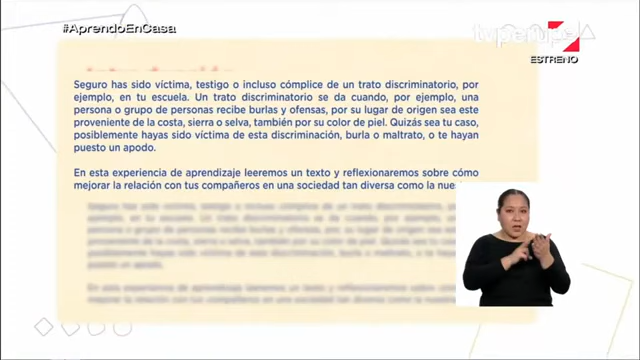 #AprendoEnCasa
tvperu
ESTRENO
Seguro has sido víctima, testigo o incluso cómplice de un trato discriminatorio, por
ejemplo, en tu escuela. Un trato discriminatorio se da cuando, por ejemplo, una
persona o grupo de personas recibe burlas y ofensas, por su lugar de origen sea este
proveniente de la costa, sierra o selva, también por su color de piel. Quizás sea tu caso,
posiblemente hayas sido víctima de esta discriminación, burla o maltrato, o te hayan
puesto un apodo.
En esta experiencia de aprendizaje leeremos un texto y reflexionaremos sobre cómo
mejorar la relación con tus compañeros en una sociedad tan diversa como la